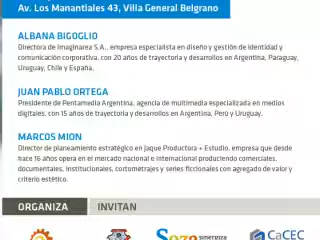 Av. Los Manantiales 43, Villa General Belgrano
ALBANA BIGOGLIO
Directora de Imaginarea S.A., empresa especialista en diseño y gestión de identidad y
comunicación corporativa, con 20 años de trayectoria y desarrollos en Argentina, Paraguay,
Uruguay, Chile y España.
JUAN PABLO ORTEGA
Presidente de Pentamedia Argentina, agencia de multimedia especializada en medios
digitales, con 15 años de trayectoria y desarrollos en Argentina, Perú y Uruguay.
MARCOS MION
Director de planeamiento estratégico en Jaque Productora + Estudio, empresa que desde
hace 16 años opera en el mercado nacional e internacional produciendo comerciales,
documentales, institucionales, cortometrajes y series ficcionales con agregado de valor y
criterio estético.
ORGANIZA INVITAN
CaCEC